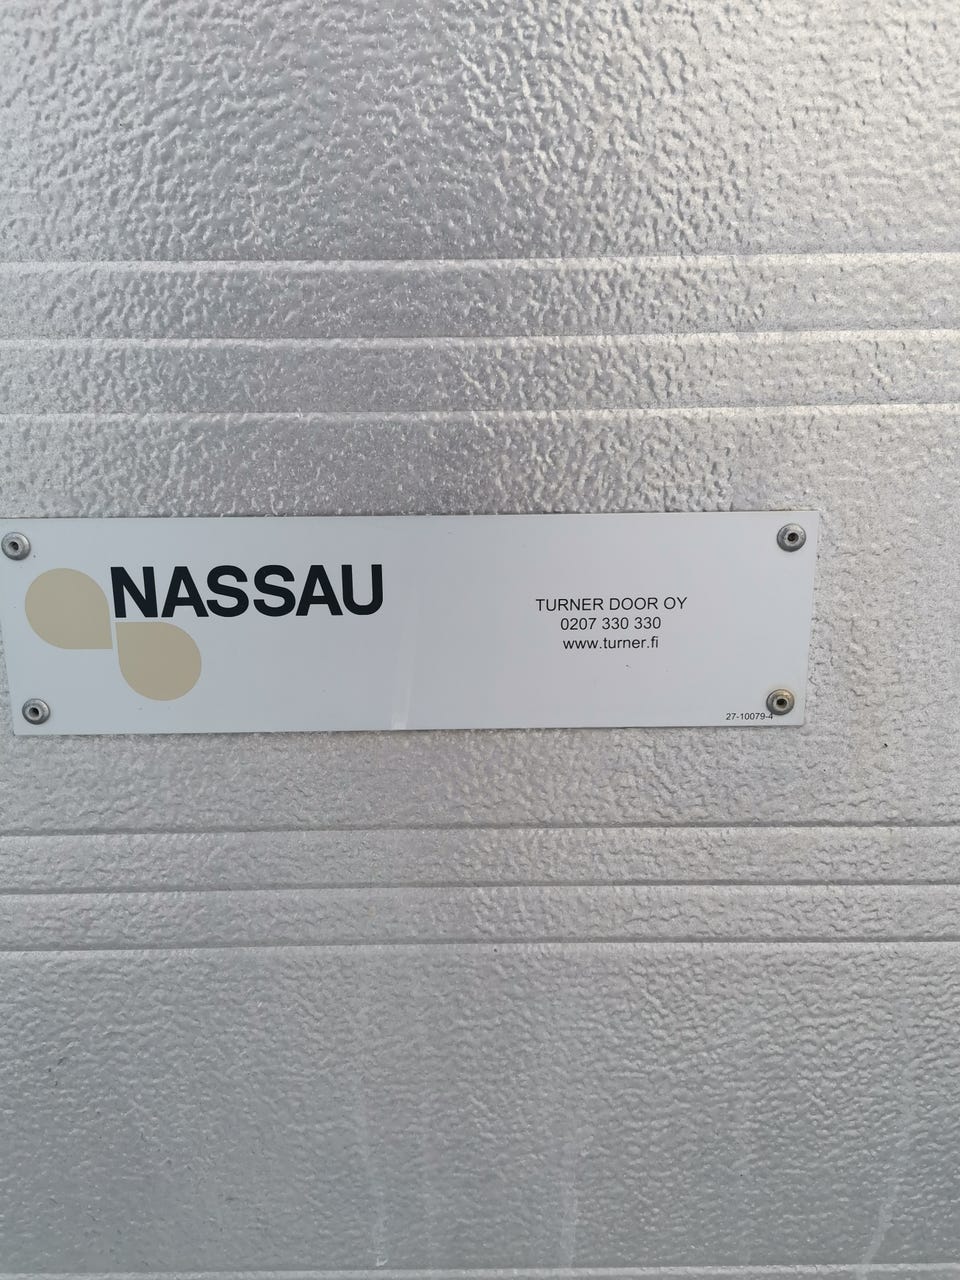 NASSAU
TURNER DOOR OY
0207 330 330
www.turner.fi
27-10079-4